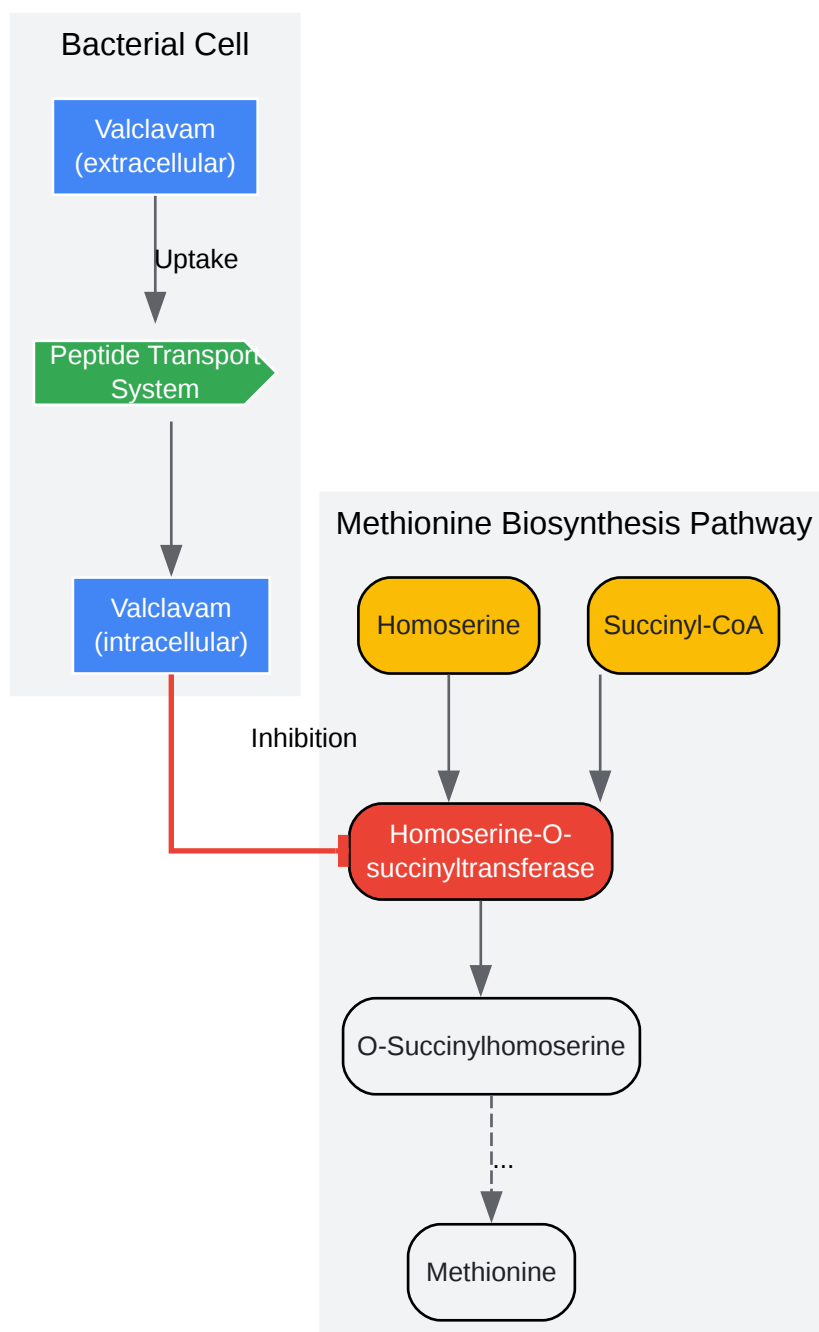 Bacterial Cell
Valclavam
(extracellular)
Uptake
Peptide Transport
System
Valclavam
(intracellular)
Inhibition
Methionine Biosynthesis Pathway
Homoserine
Succinyl-CoA
Homoserine-O-
succinyltransferase
O-Succinylhomoserine
...
Methionine